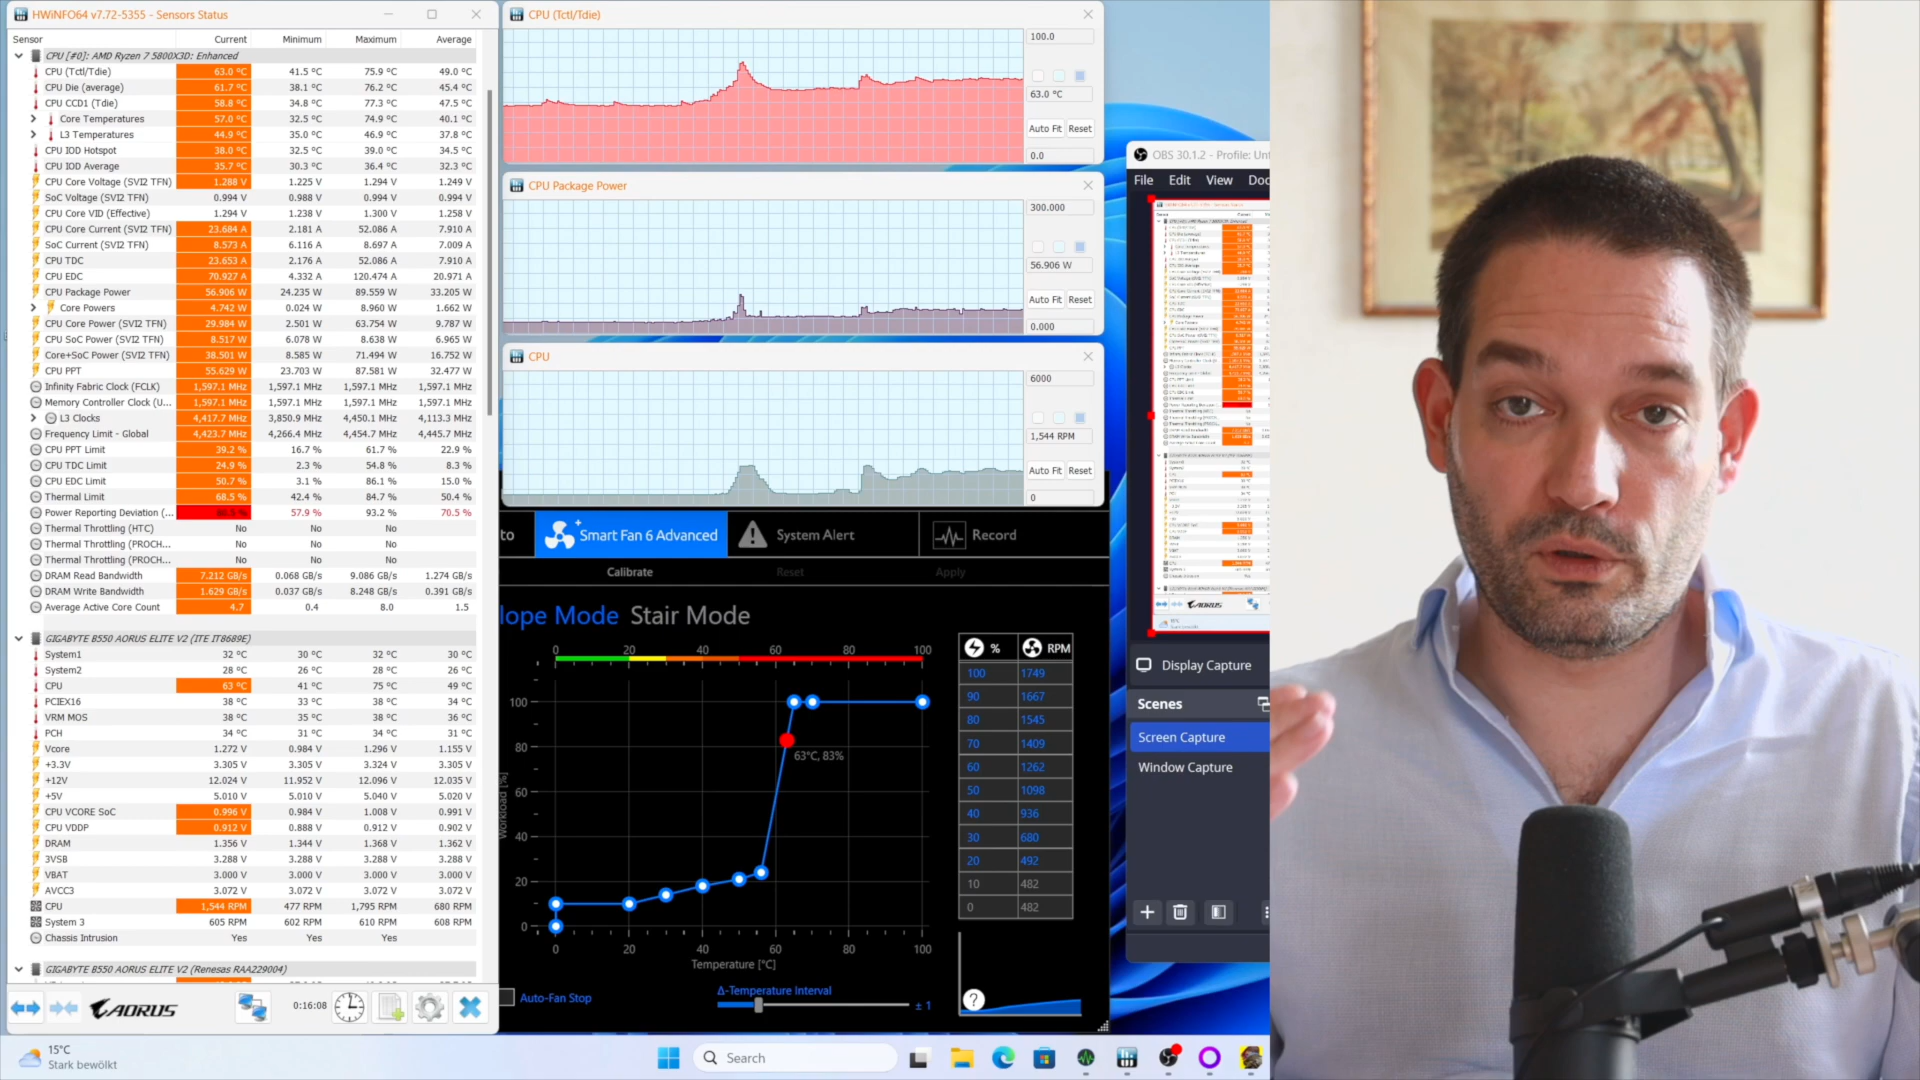 HWiNFO64 v7.72-5355 - Sensors Status
Sensor Current Minimum Maximum Average
CPU [#0]: AMD Ryzen 7 5800X3D: Enhanced
CPU (Tctl/Tdie) 63.0 °C 41.5 °C 75.9 °C 49.0 °C
CPU Die (average) 61.7 °C 38.1 °C 76.2 °C 45.4 °C
CPU CCD1 (Tdie) 58.8 °C 34.8 °C 77.3 °C 47.5 °C
Core Temperatures 57.0 °C 32.5 °C 74.9 °C 40.1 °C
L3 Temperatures 44.9 °C 35.0 °C 46.9 °C 37.8 °C
CPU IOD Hotspot 38.0 °C 32.5 °C 39.0 °C 34.5 °C
CPU IOD Average 35.7 °C 30.3 °C 36.4 °C 32.3 °C
CPU Core Voltage (SVI2 TFN) 1.288 V 1.225 V 1.294 V 1.249 V
SoC Voltage (SVI2 TFN) 0.994 V 0.988 V 0.994 V 0.994 V
CPU Core VID (Effective) 1.294 V 1.238 V 1.300 V 1.258 V
CPU Core Current (SVI2 TFN) 23.684 A 2.181 A 52.086 A 7.910 A
SoC Current (SVI2 TFN) 8.573 A 6.116 A 8.697 A 7.009 A
CPU TDC 23.653 A 2.176 A 52.086 A 7.910 A
CPU EDC 70.927 A 4.332 A 120.474 A 20.971 A
CPU Package Power 56.906 W 24.235 W 89.559 W 33.205 W
Core Powers 4.742 W 0.024 W 8.960 W 1.662 W
CPU Core Power (SVI2 TFN) 29.984 W 2.501 W 63.754 W 9.787 W
CPU SoC Power (SVI2 TFN) 8.517 W 6.078 W 8.638 W 6.965 W
Core+SoC Power (SVI2 TFN) 38.501 W 8.585 W 71.494 W 16.752 W
CPU PPT 55.629 W 23.703 W 87.581 W 32.477 W
Infinity Fabric Clock (FCLK) 1,597.1 MHz 1,597.1 MHz 1,597.1 MHz 1,597.1 MHz
Memory Controller Clock (U... 1,597.1 MHz 1,597.1 MHz 1,597.1 MHz 1,597.1 MHz
L3 Clocks 4,417.7 MHz 3,850.9 MHz 4,450.1 MHz 4,113.3 MHz
Frequency Limit - Global 4,423.7 MHz 4,266.4 MHz 4,454.7 MHz 4,445.7 MHz
CPU PPT Limit 39.2 % 16.7 % 61.7 % 22.9 %
CPU TDC Limit 24.9 % 2.3 % 54.8 % 8.3 %
CPU EDC Limit 50.7 % 3.1 % 86.1 % 15.0 %
Thermal Limit 68.5 % 42.4 % 84.7 % 50.4 %
Power Reporting Deviation (... 57.9 % 93.2 % 70.5 %
Thermal Throttling (HTC) No No No
Thermal Throttling (PROCH... No No No
Thermal Throttling (PROCH... No No No
DRAM Read Bandwidth 7.212 GB/s 0.068 GB/s 9.086 GB/s 1.274 GB/s
DRAM Write Bandwidth 1.629 GB/s 0.037 GB/s 8.248 GB/s 0.391 GB/s
Average Active Core Count 4.7 0.4 8.0 1.5
GIGABYTE B550 AORUS ELITE V2 (ITE IT8689E)
System1 32 °C 30 °C 32 °C 30 °C
System2 28 °C 26 °C 28 °C 26 °C
CPU 63 °C 41 °C 75 °C 49 °C
PCIEX16 38 °C 33 °C 38 °C 34 °C
VRM MOS 38 °C 35 °C 38 °C 36 °C
PCH 34 °C 31 °C 34 °C 31 °C
Vcore 1.272 V 0.984 V 1.296 V 1.155 V
+3.3V 3.305 V 3.305 V 3.324 V 3.305 V
+12V 12.024 V 11.952 V 12.096 V 12.035 V
+5V 5.010 V 5.010 V 5.040 V 5.020 V
CPU VCORE SoC 0.996 V 0.984 V 1.008 V 0.991 V
CPU VDDP 0.912 V 0.888 V 0.912 V 0.902 V
DRAM 1.356 V 1.344 V 1.368 V 1.362 V
3VSB 3.288 V 3.288 V 3.288 V 3.288 V
VBAT 3.000 V 3.000 V 3.000 V 3.000 V
AVCC3 3.072 V 3.072 V 3.072 V 3.072 V
CPU 1,544 RPM 477 RPM 1,795 RPM 680 RPM
System 3 605 RPM 602 RPM 610 RPM 608 RPM
Chassis Intrusion Yes Yes Yes
GIGABYTE B550 AORUS ELITE V2 (Renesas RAA229004)
AORUS
0:16:08
CPU (Tctl/Tdie)
100.0
63.0 °C
Auto Fit Reset
0.0
CPU Package Power
300.000
56.906 W
Auto Fit Reset
0.000
CPU
6000
1,544 RPM
Auto Fit Reset
0
to Smart Fan 6 Advanced System Alert Record
Calibrate Reset Apply
lope Mode Stair Mode
0 20 40 60 80 100
100
80
60
40
20
0
63°C, 83%
Workload [%]
0 20 40 60 80 100
Temperature [°C]
% RPM
100 1749
90 1667
80 1545
70 1409
60 1262
50 1098
40 936
30 680
20 492
10 482
0 482
Auto-Fan Stop
Δ-Temperature Interval
± 1
?
OBS 30.1.2 - Profile: Unt
File Edit View Doc
AORUS
Display Capture
Scenes
Screen Capture
Window Capture
15°C
Stark bewölkt
Search